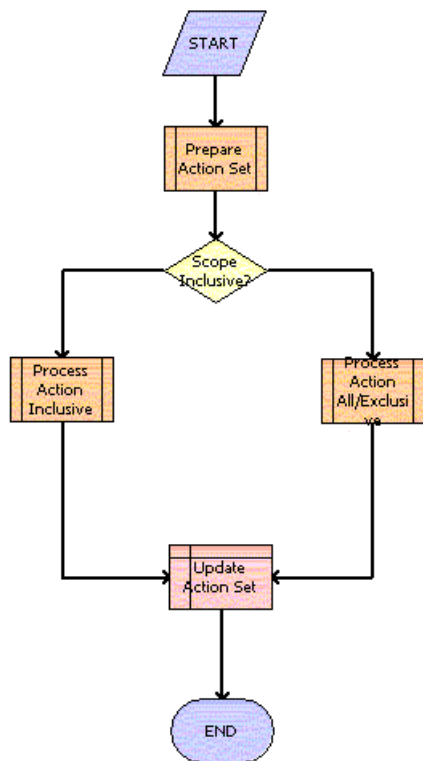 START
Prepare
Action Set
Scope
Inclusive?
Process
Action
Inclusive
Process
Action
All/Exclusi
ve
Update
Action Set
END